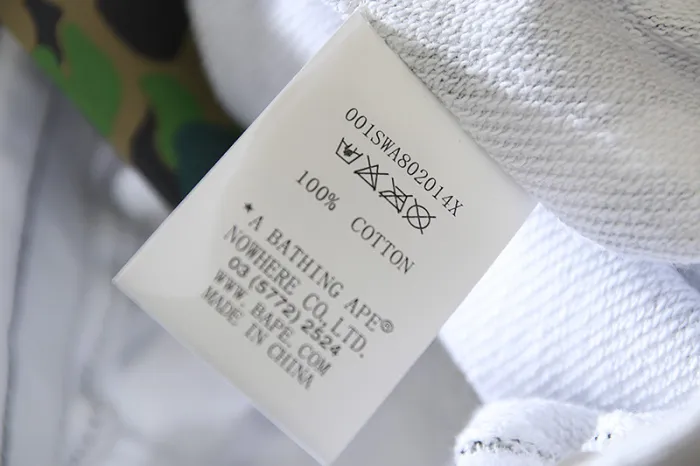 001SWA802014X
100% COTTON
★A BATHING APE®
NOWHERE CO., LTD.
03 (5772) 2524
WWW. BAPE. COM
MADE IN CHINA